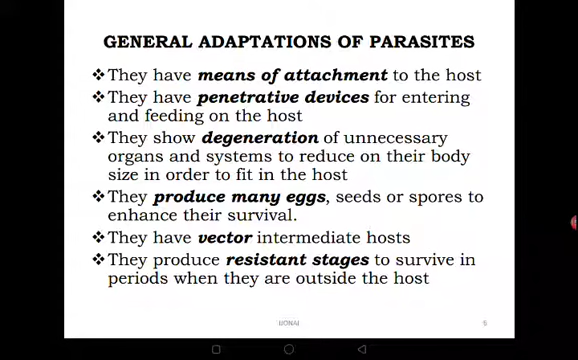 GENERAL ADAPTATIONS OF PARASITES
❖They have means of attachment to the host
❖They have penetrative devices for entering
and feeding on the host
❖They show degeneration of unnecessary
organs and systems to reduce on their body
size in order to fit in the host
❖They produce many eggs, seeds or spores to
enhance their survival.
❖They have vector intermediate hosts
❖They produce resistant stages to survive in
periods when they are outside the host